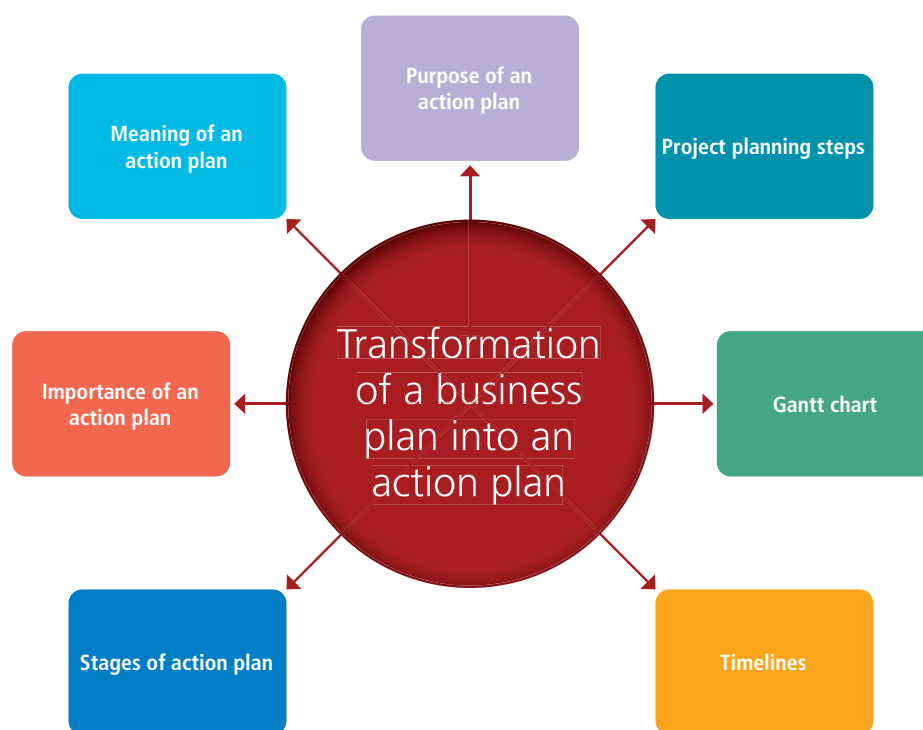 Purpose of an
action plan
Meaning of an
action plan
Project planning steps
Transformation
of a business
plan into an
action plan
Importance of an
action plan
Gantt chart
Stages of action plan
Timelines